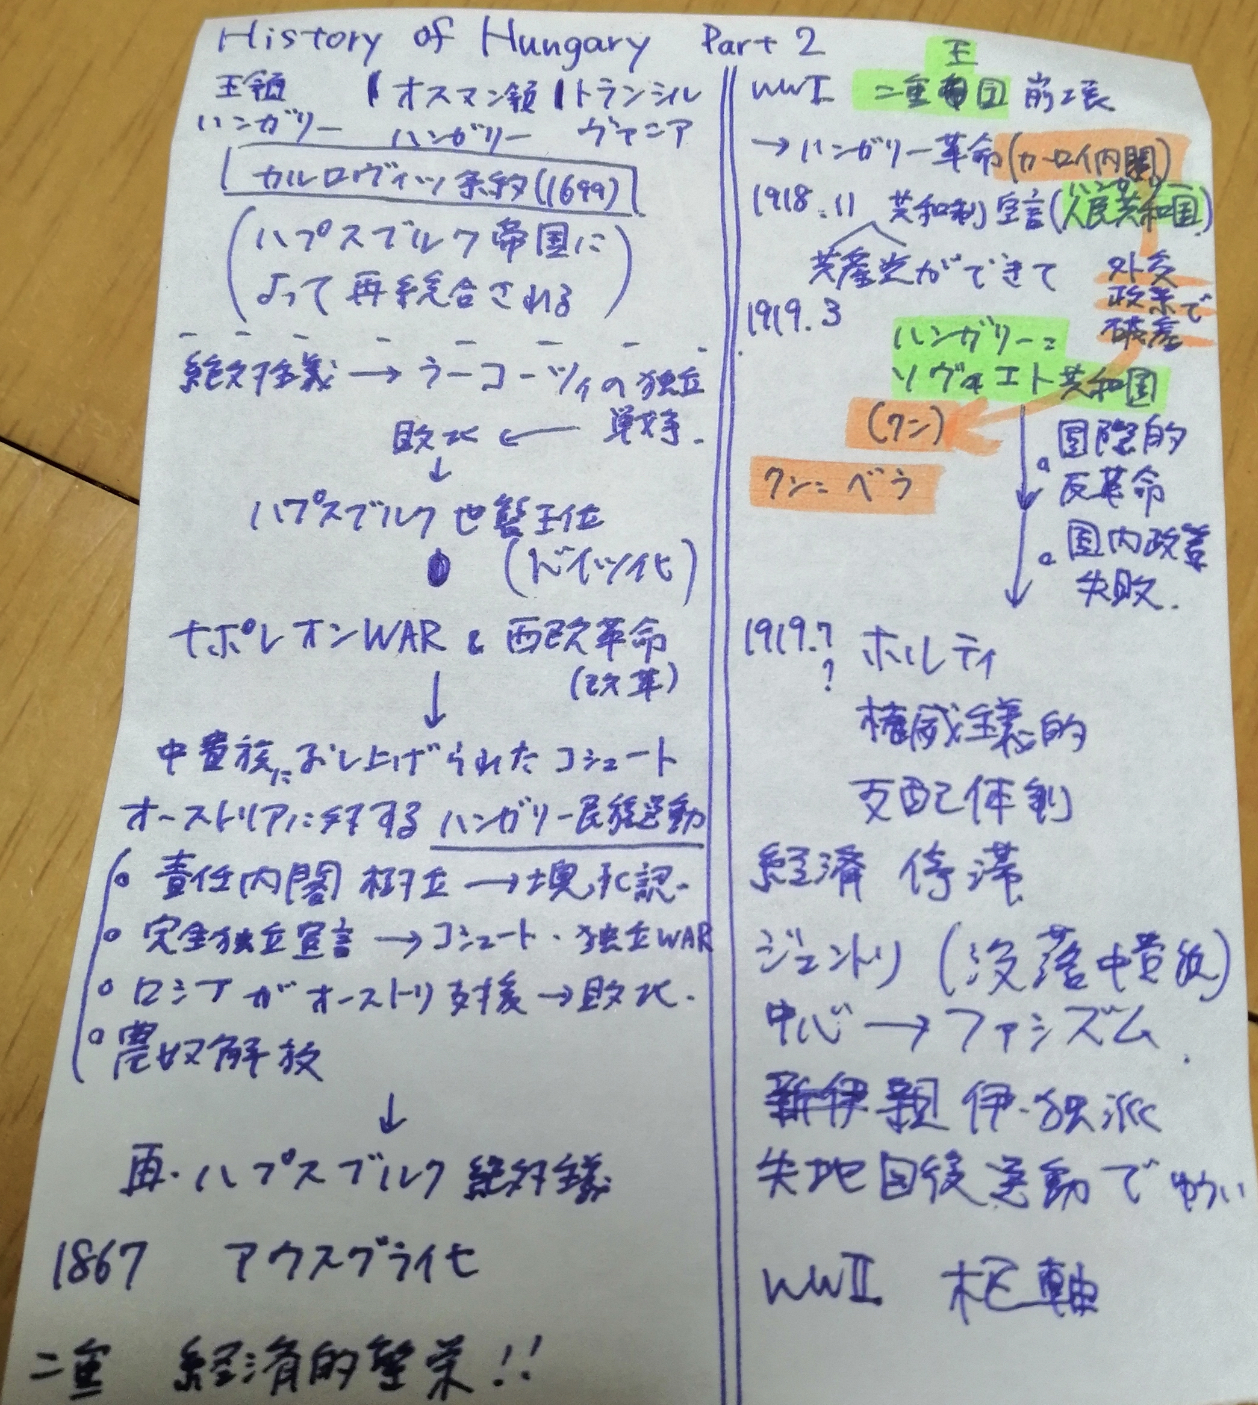 History of Hungary Part 2
王領 | オスマン領 | トランシル
ハンガリー ハンガリー ヴァニア
カルロヴィッツ条約(1699)
(ハプスブルク帝国に
よって再統合される)
絶対主義 → ラーコーツィの独立
敗北 ← 戦争.
↓
ハプスブルク世襲王位
(ドイツ化)
ナポレオンWAR & 西欧革命
↓ (改革)
中貴族におし上げられたコシュート
オーストリアに対するハンガリー民族運動
○ 責任内閣樹立 → 墺承認.
○ 完全独立宣言 → コシュート・独立WAR
○ ロシアがオーストリ支援 → 敗北.
○ 農奴解放
↓
再・ハプスブルク絶対主義
1867 アウスグライヒ
二重 経済的繁栄!!
王
WWI 二重国 崩壊
→ ハンガリー革命(カーロイ内閣)
ハンガリー
1918.11 共和制宣言(人民共和国)
共産党ができて
外交
政策で
破産
1919.3
ハンガリー=
ソヴィエト共和国
(クン)
クン=ベラ
○ 国際的
反革命
○ 国内政策
失敗.
1919.?
? ホルティ
権威主義的
支配体制
経済 停滞
ジェントリ (没落中貴族)
中心 → ファシズム.
親 伊・独派
失地回復運動で ゆうい
WWII 枢軸